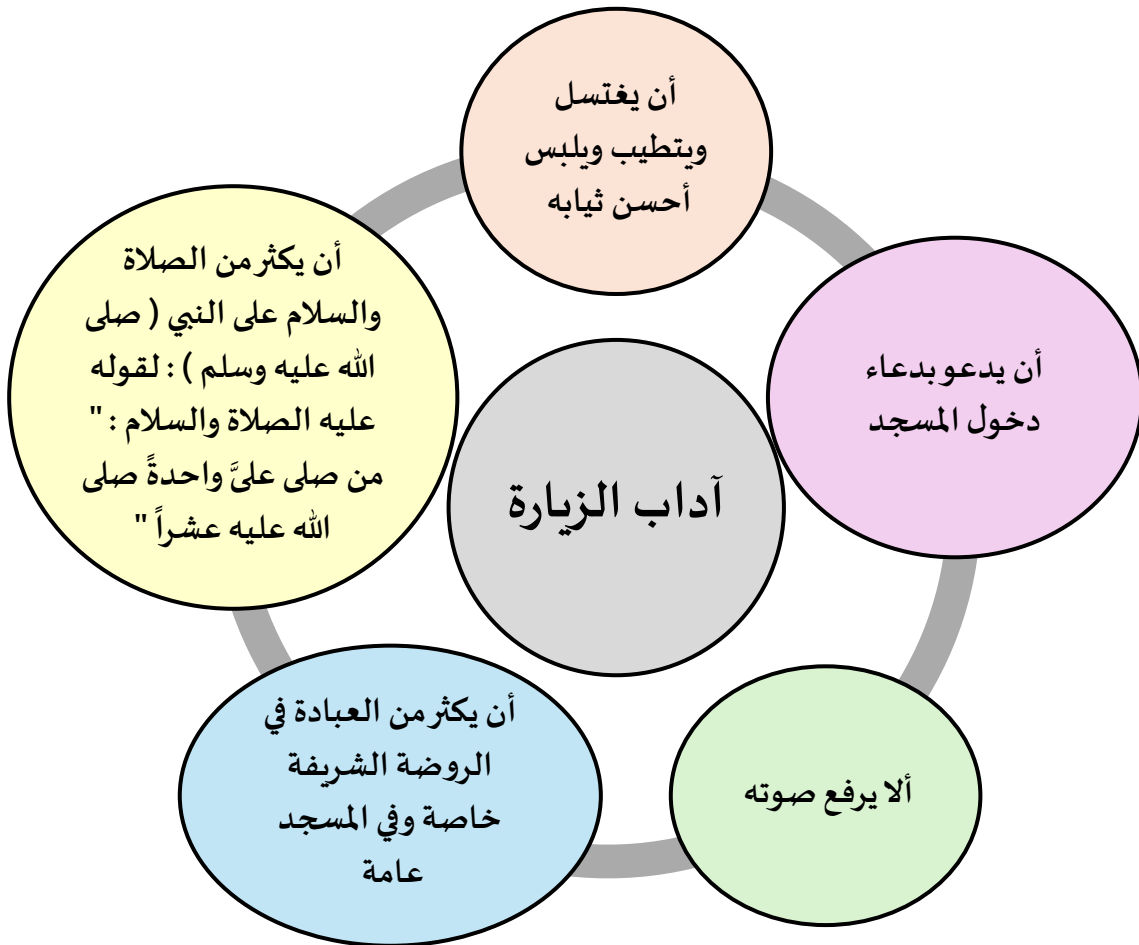 أن يغتسل
ويتطيب ويلبس
أحسن ثيابه
أن يدعو بدعاء
دخول المسجد
ألا يرفع صوته
أن يكثر من العبادة في
الروضة الشريفة
خاصة وفي المسجد
عامة
أن يكثر من الصلاة
والسلام على النبي ( صلى
الله عليه وسلم ) : لقوله
عليه الصلاة والسلام : "
من صلى علىَّ واحدةً صلى
الله عليه عشراً "
آداب الزيارة